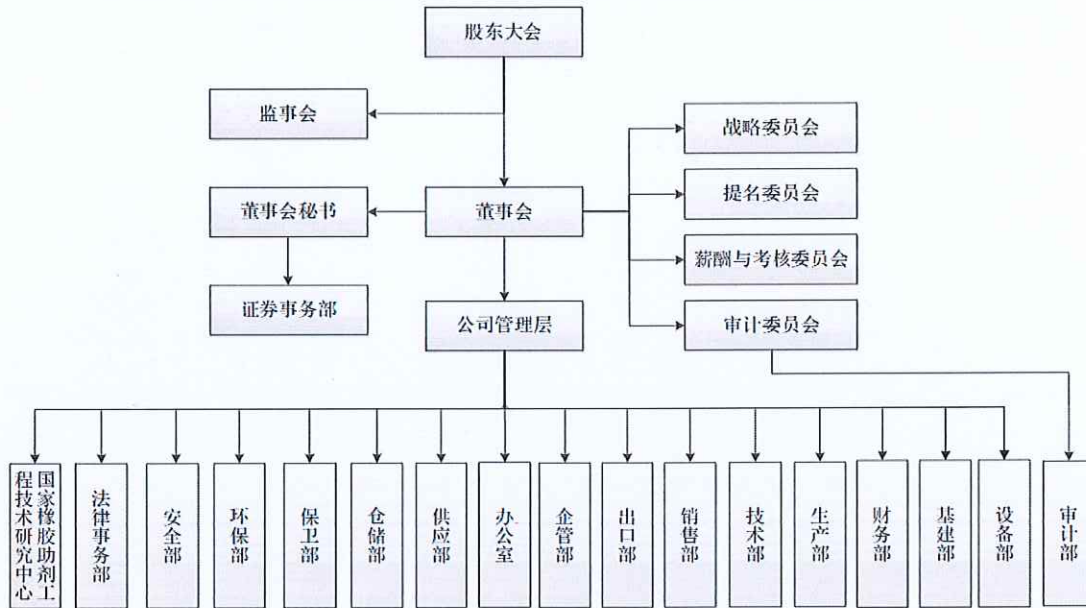 股东大会
监事会
战略委员会
提名委员会
董事会秘书
董事会
薪酬与考核委员会
证券事务部
公司管理层
审计委员会
国家橡胶助剂工
程技术研究中心
法律事务部
安全部
环保部
保卫部
仓储部
供应部
办公室
企管部
出口部
销售部
技术部
生产部
财务部
基建部
设备部
审计部